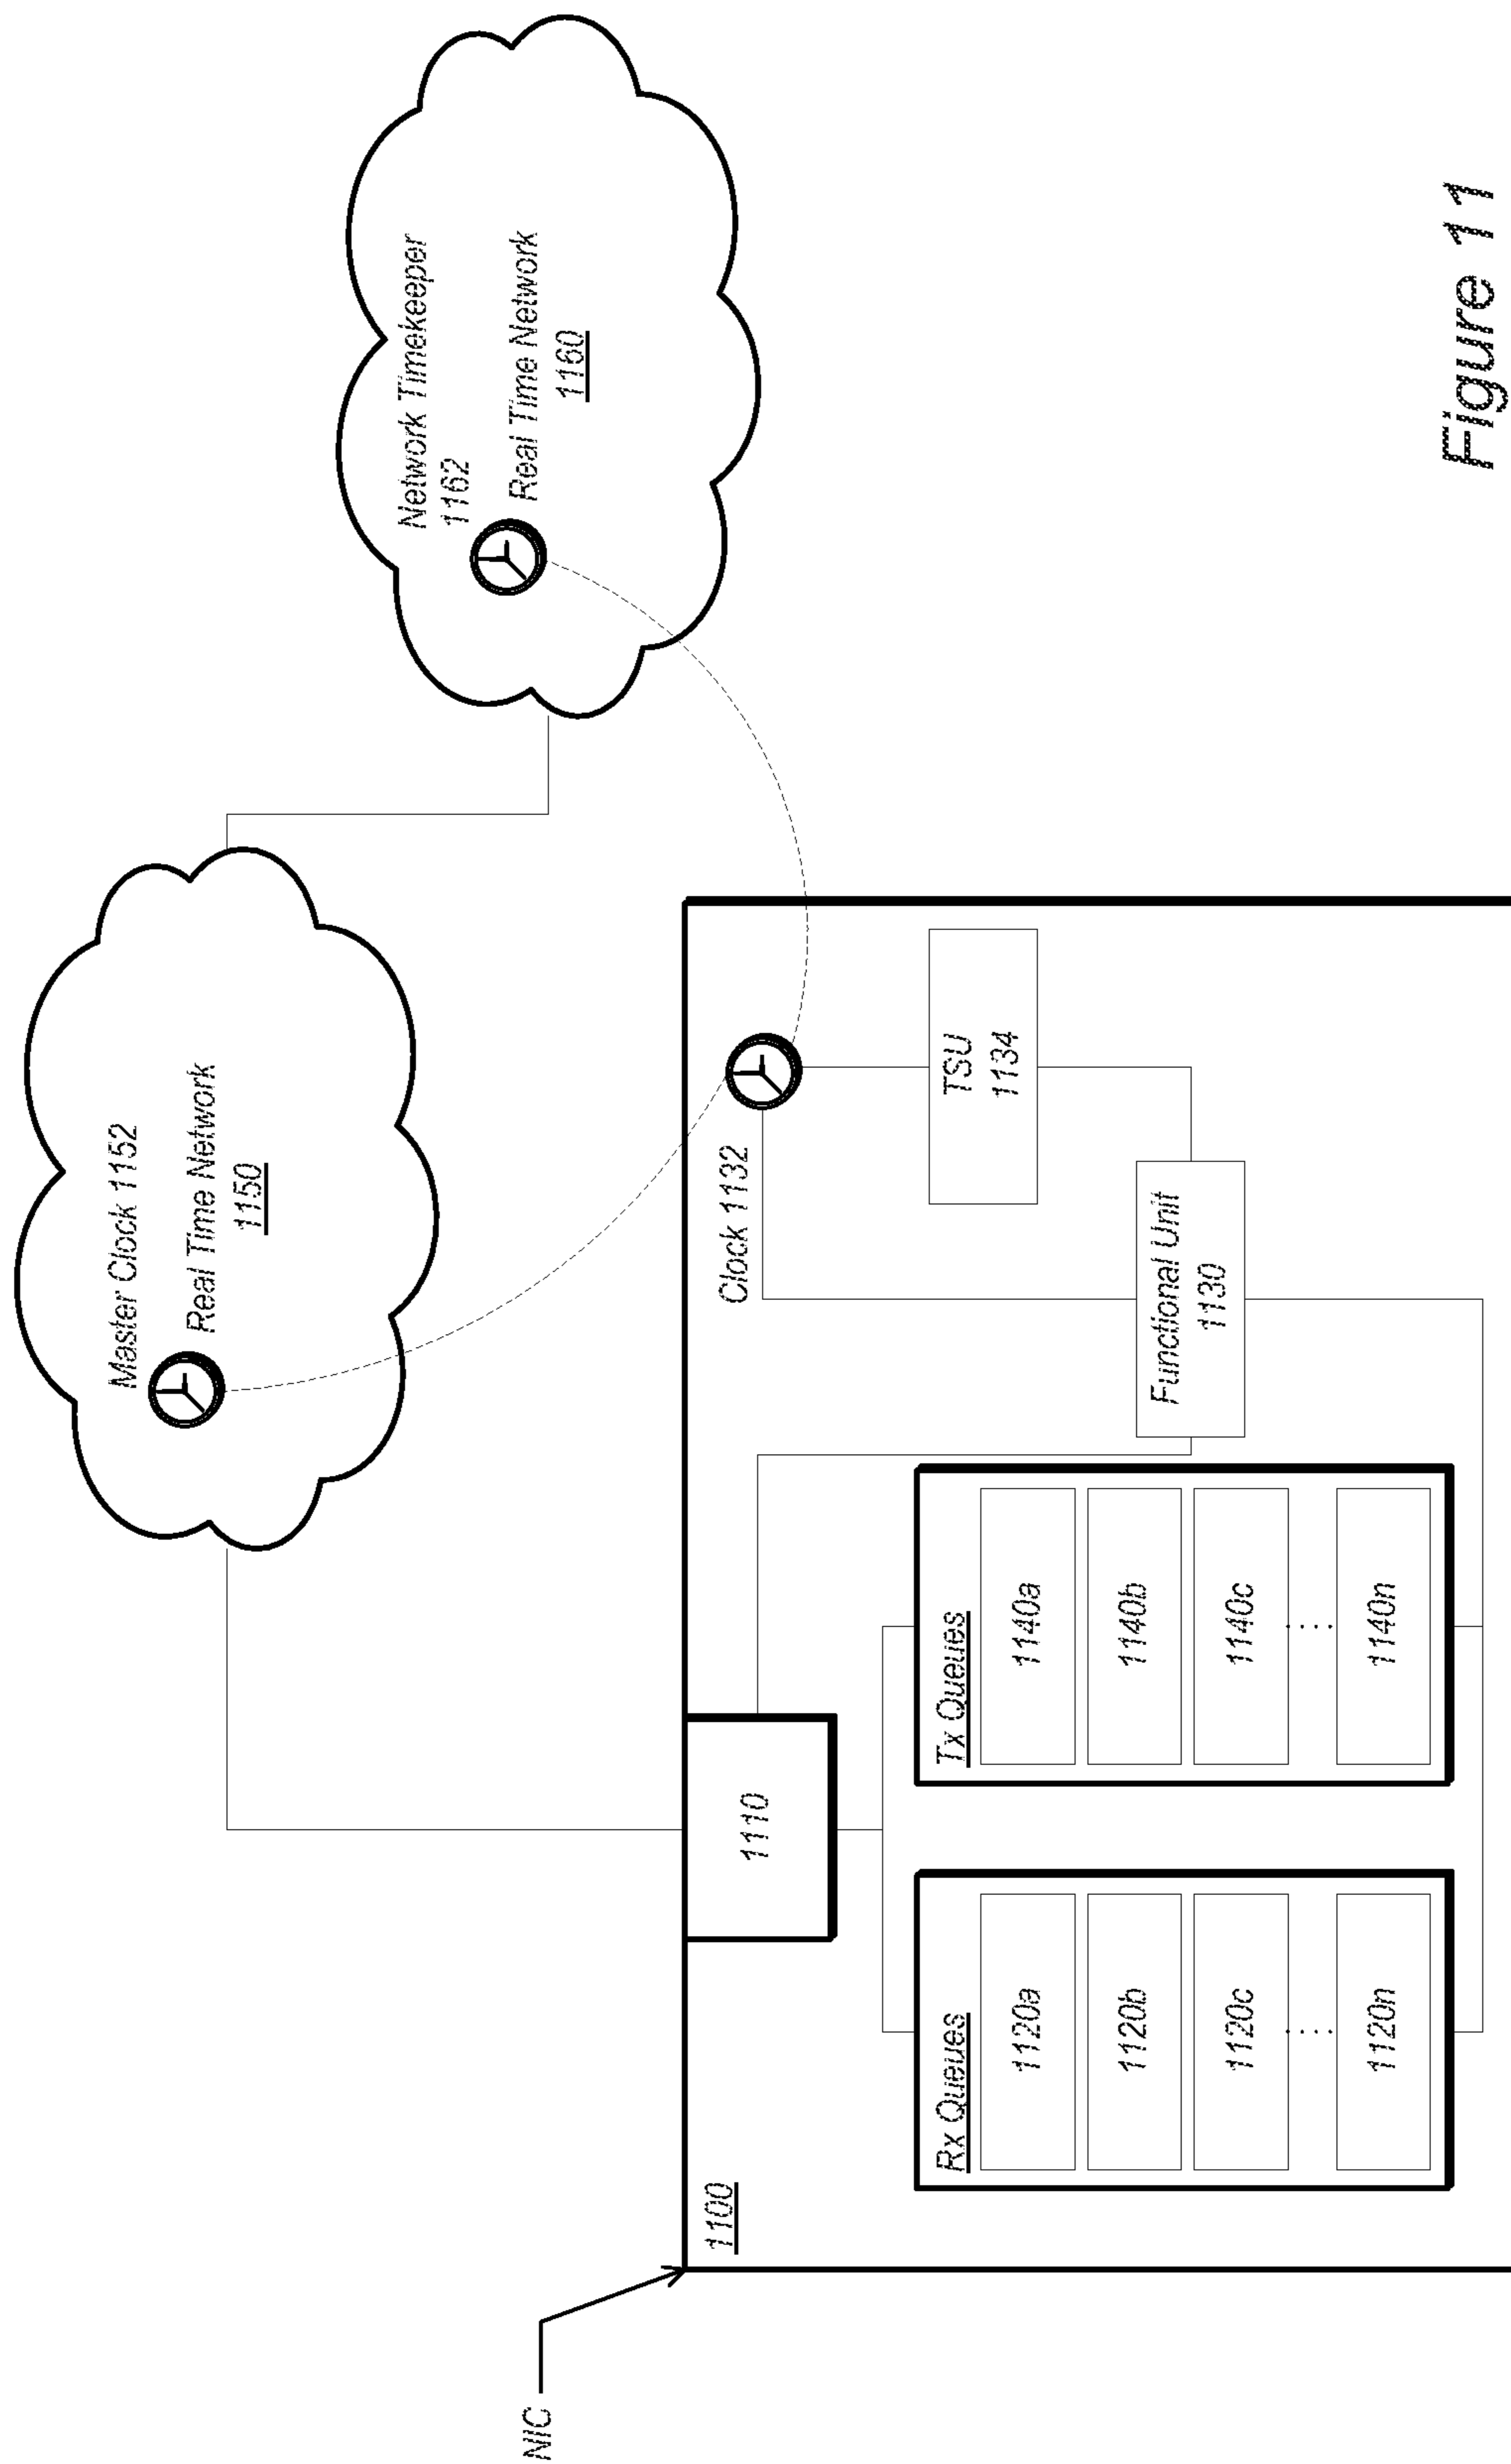 Master Clock 1152
Real Time Network
1150
Network Timekeeper
1162
Real Time Network
1160
NIC
1100
1110
Clock 1132
TSU
1134
Functional Unit
1130
Rx Queues
1120a
1120b
1120c
. . . .
1120n
Tx Queues
1140a
1140b
1140c
. . . .
1140n
Figure 11